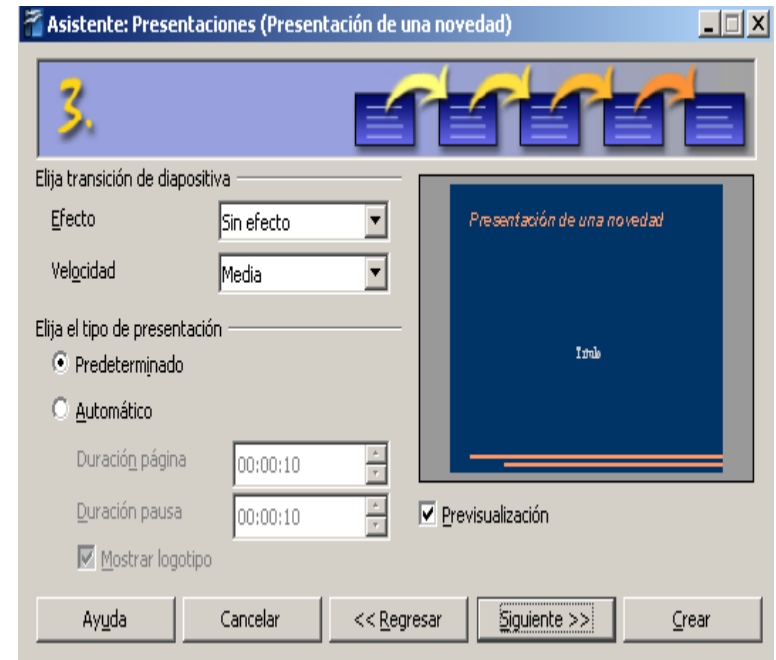 Asistente: Presentaciones (Presentación de una novedad)
3.
Elija transición de diapositiva
Efecto
Sin efecto
Velocidad
Media
Elija el tipo de presentación
Predeterminado
Automático
Duración página
00:00:10
Duración pausa
00:00:10
Mostrar logotipo
Presentación de una novedad
Título
Previsualización
Ayuda
Cancelar
<< Regresar
Siguiente >>
Crear